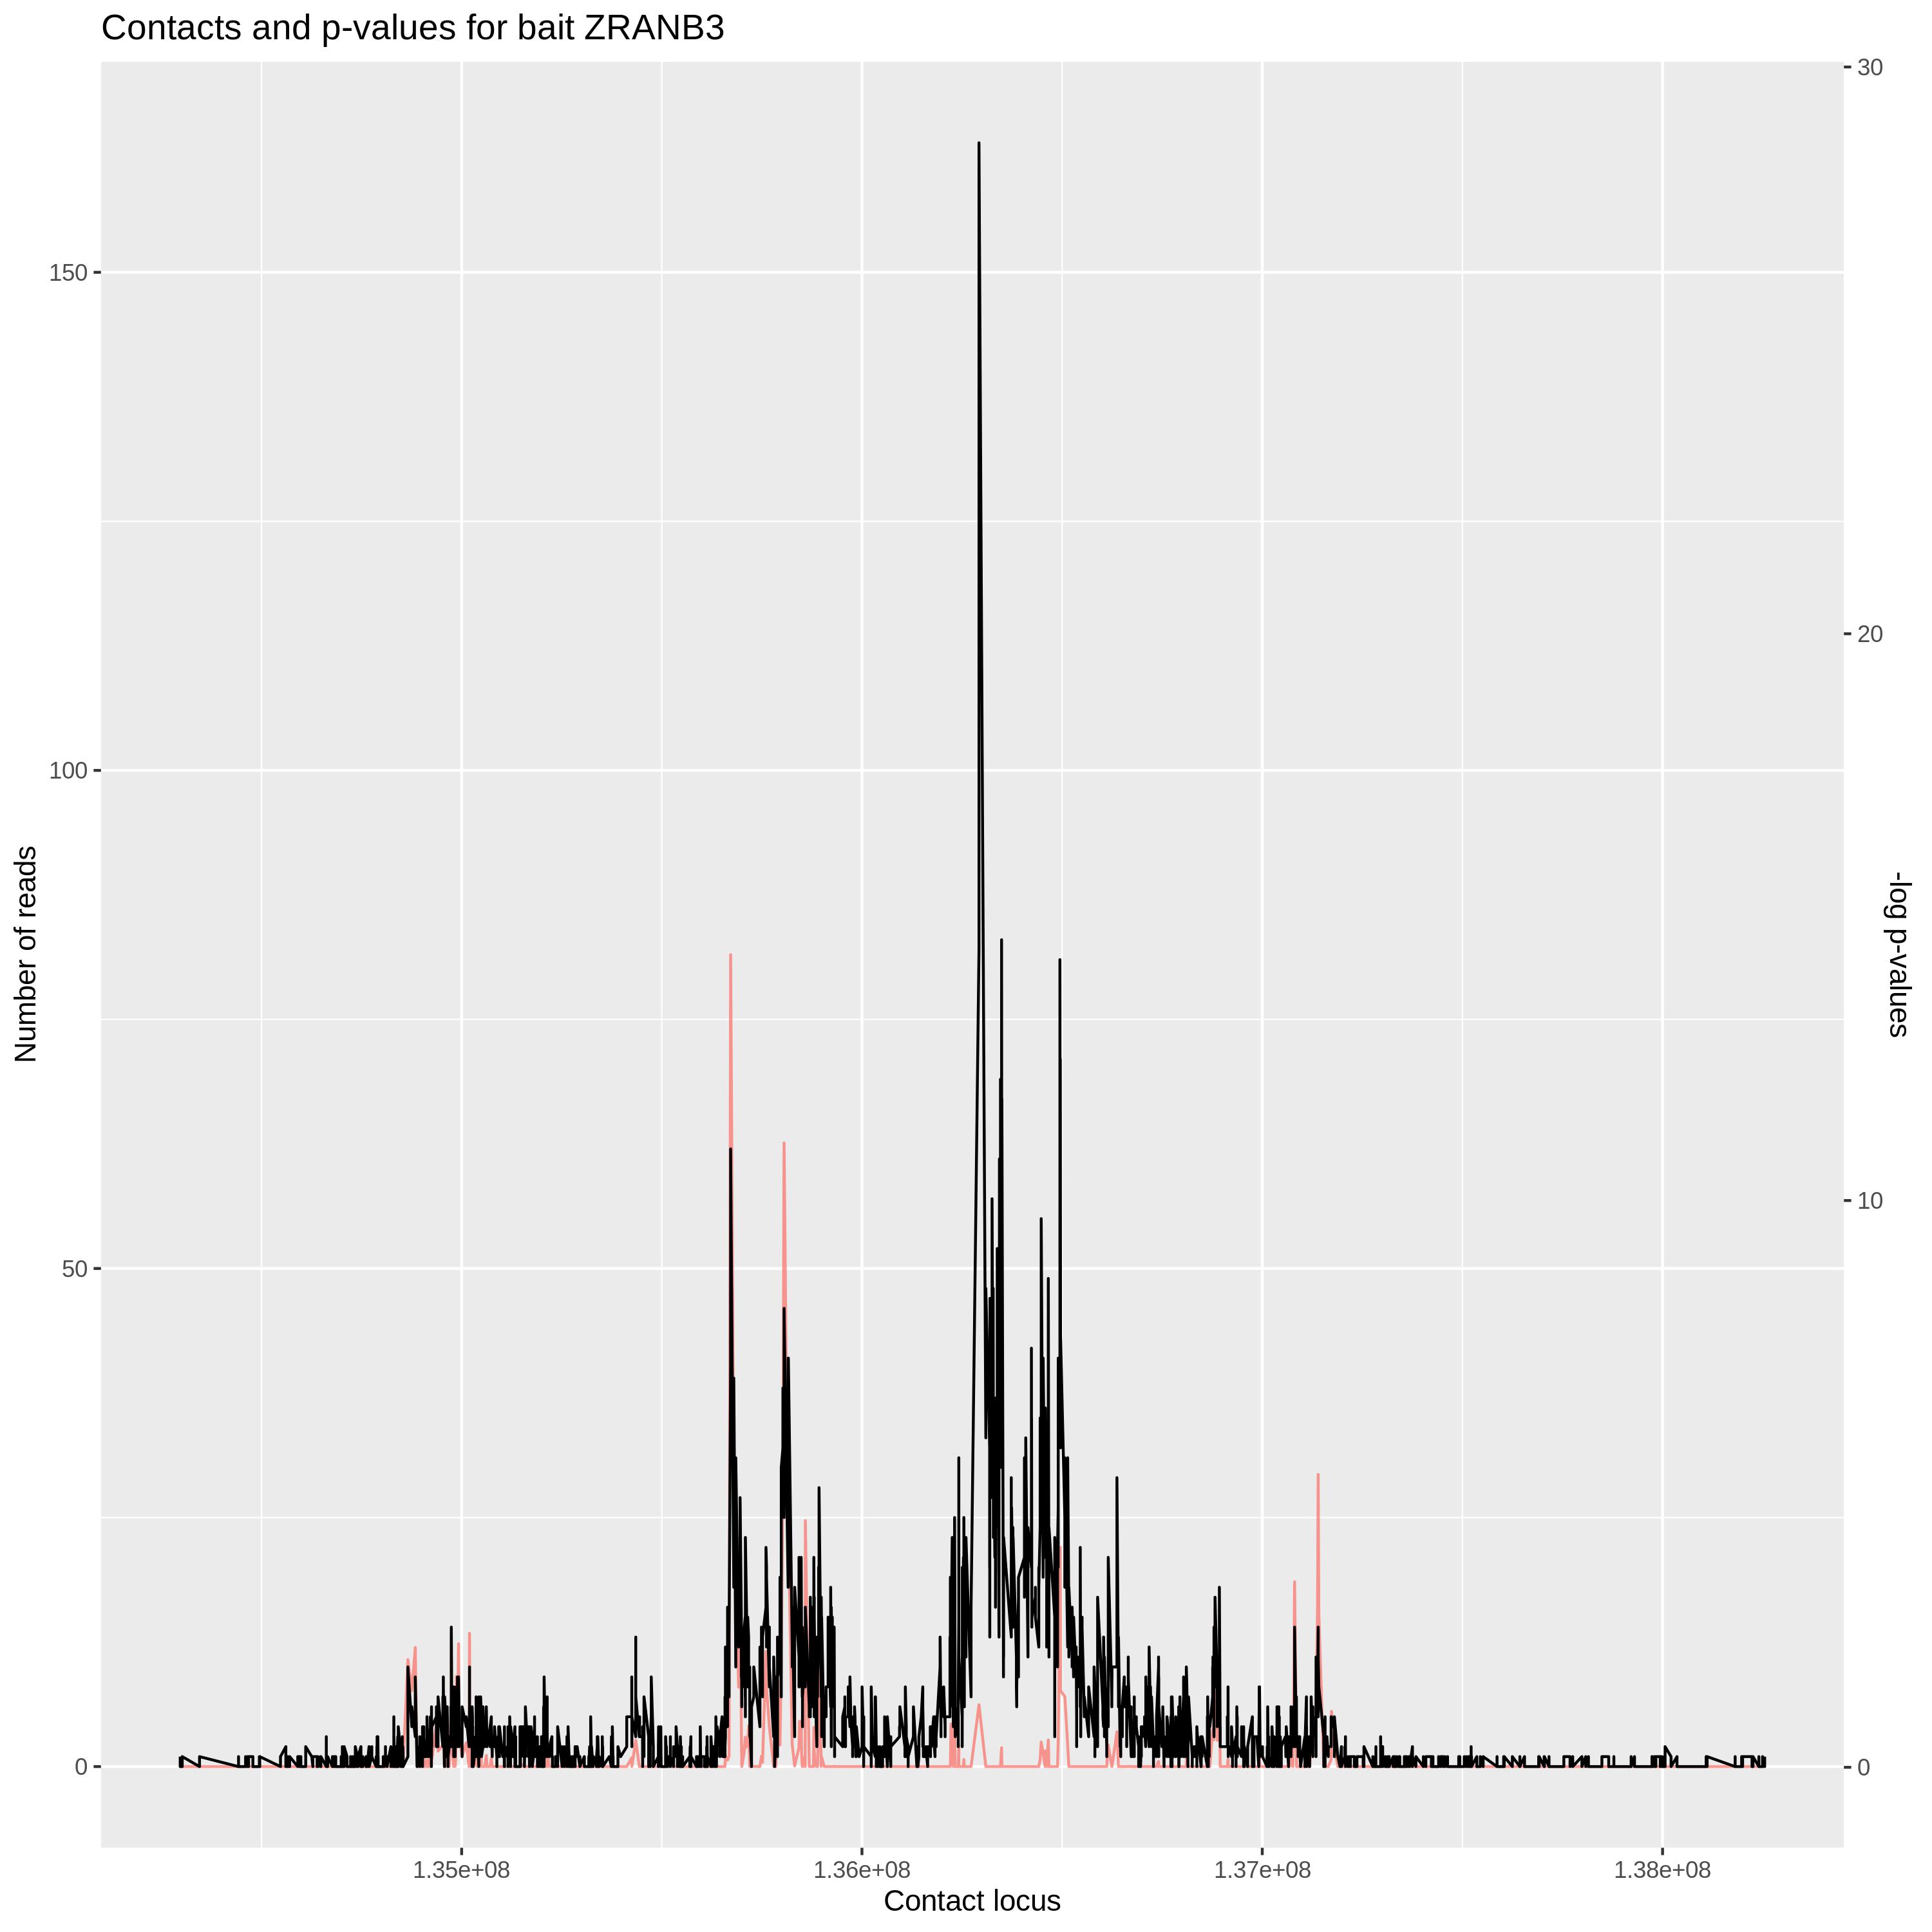 Contacts and p-values for bait ZRANB3
Number of reads
150
100
50
0
30
20
10
0
-log p-values
1.35e+08
1.36e+08
1.37e+08
1.38e+08
Contact locus